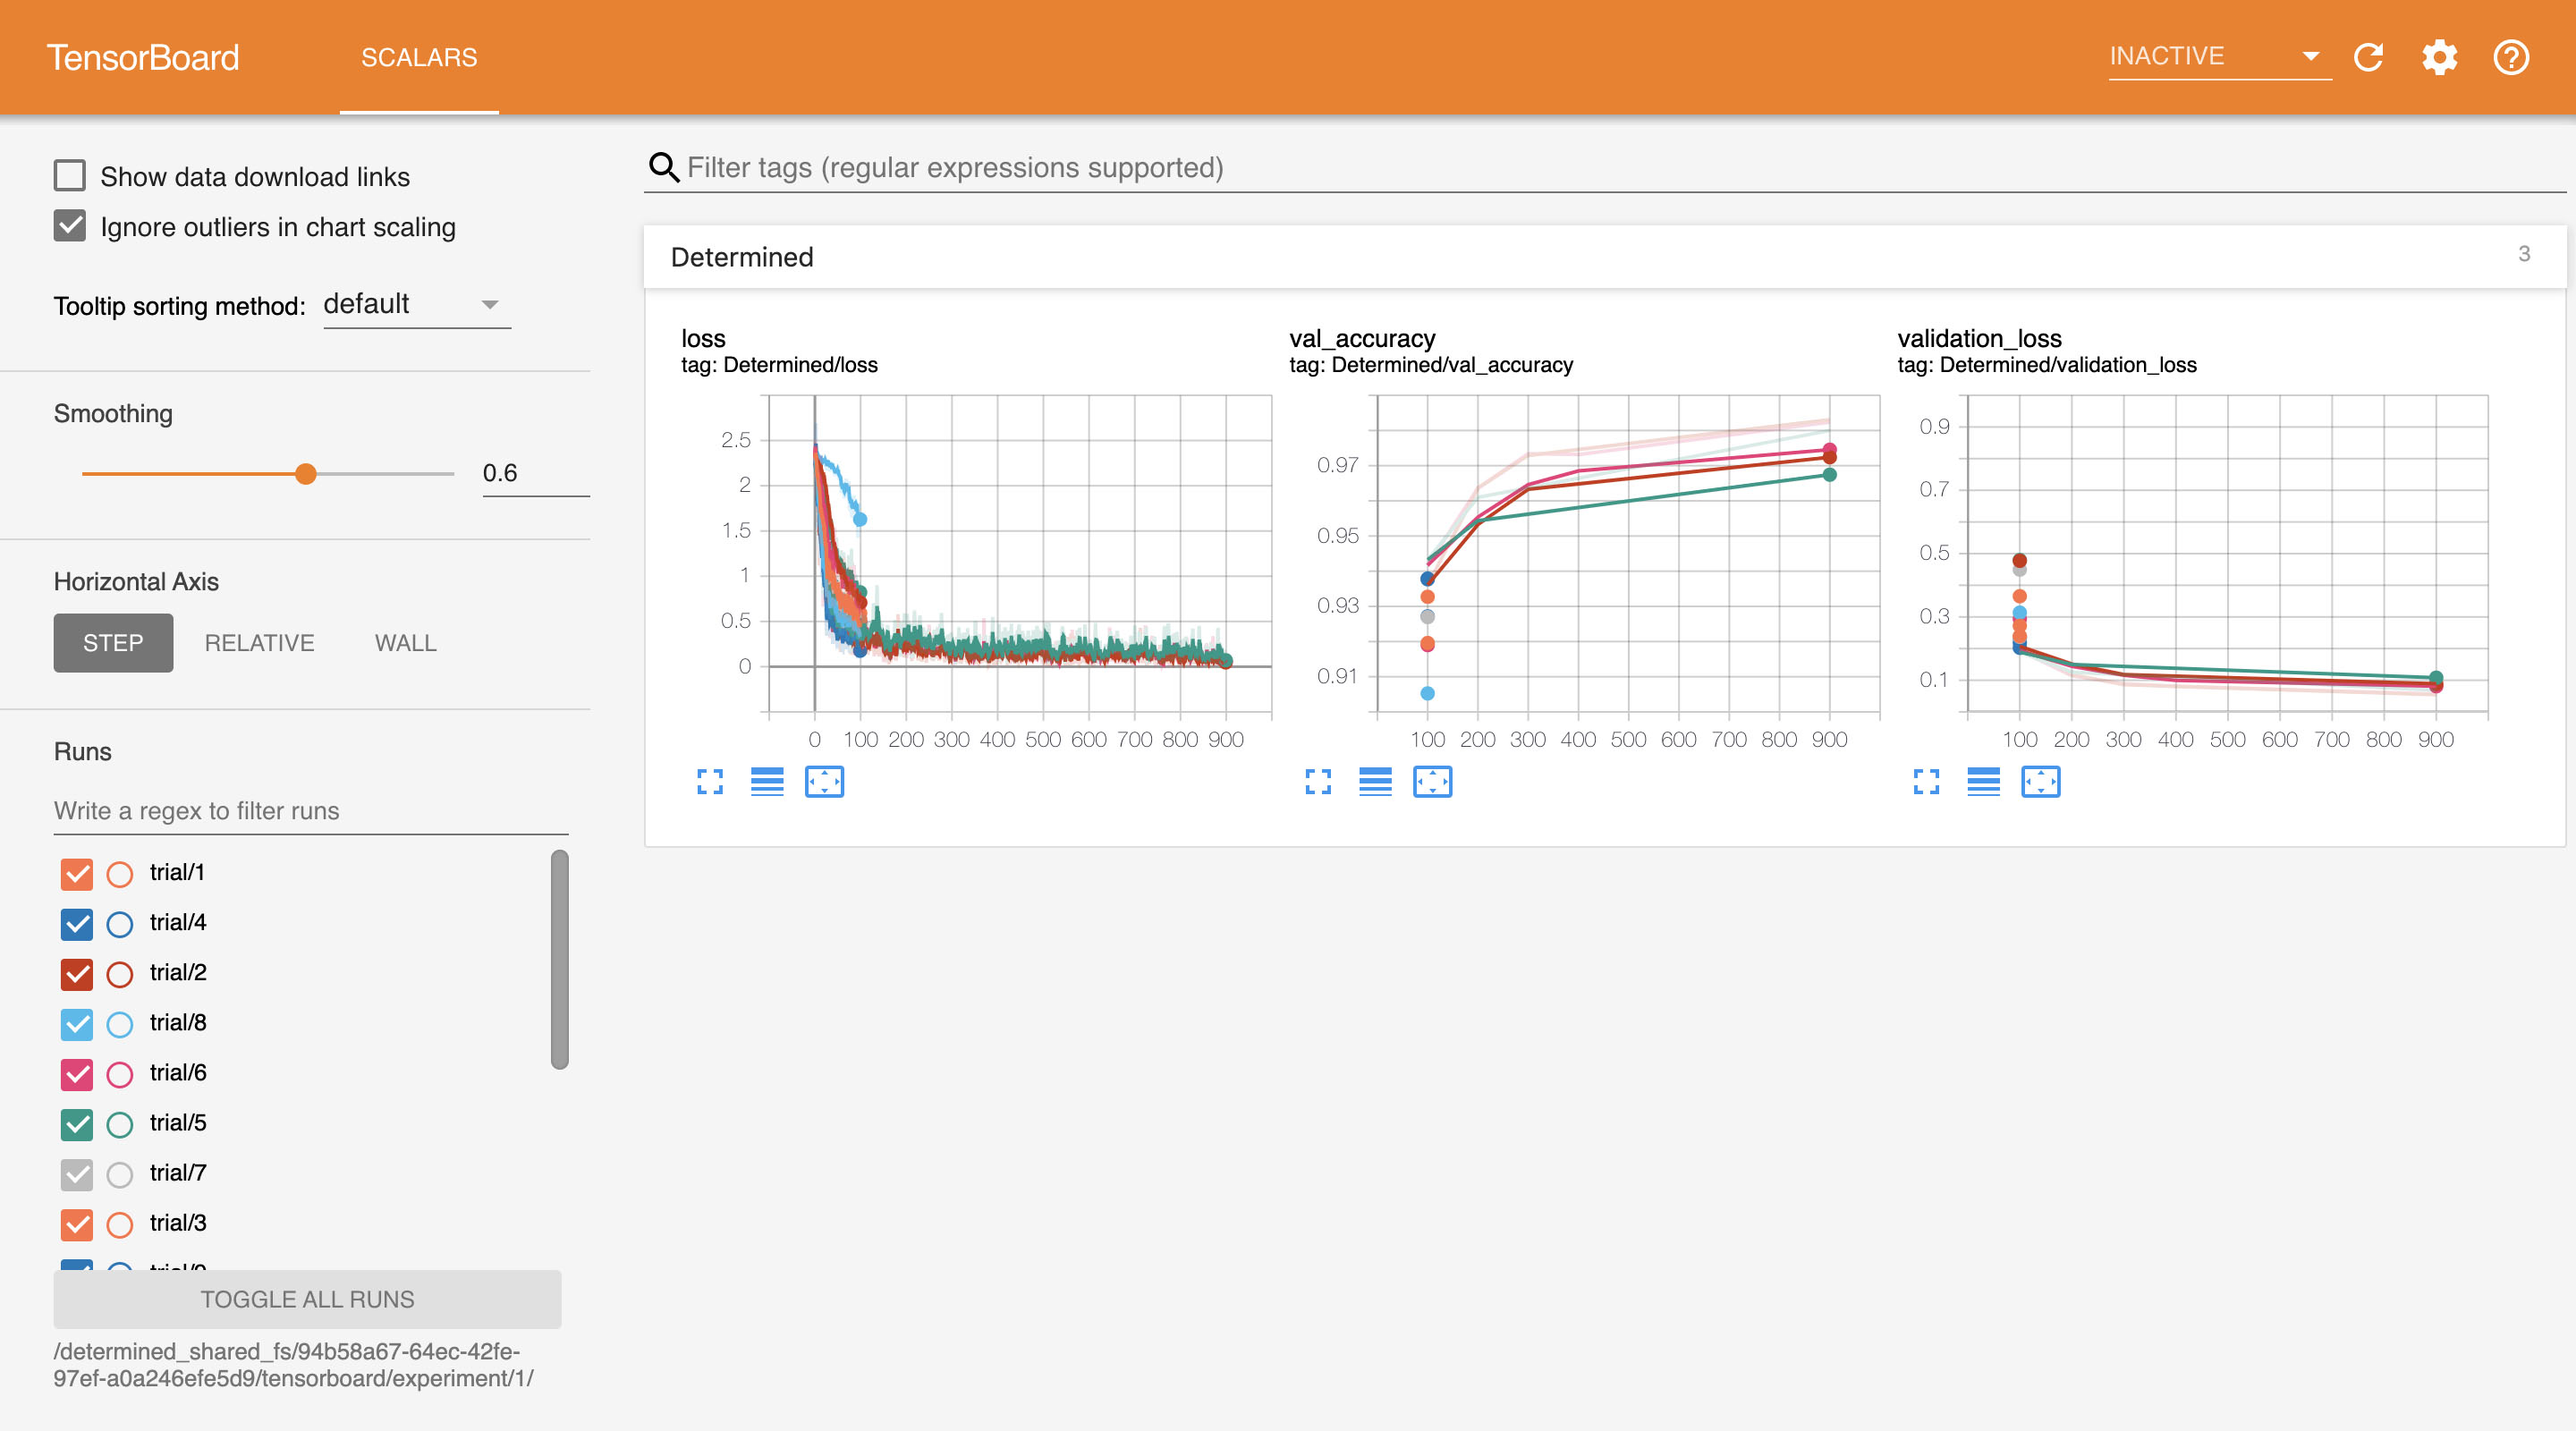 TensorBoard
SCALARS
INACTIVE
Show data download links
Ignore outliers in chart scaling
Tooltip sorting method: default
Smoothing
0.6
Horizontal Axis
STEP RELATIVE WALL
Runs
Write a regex to filter runs
trial/1
trial/4
trial/2
trial/8
trial/6
trial/5
trial/7
trial/3
TOGGLE ALL RUNS
/determined_shared_fs/94b58a67-64ec-42fe-
97ef-a0a246efe5d9/tensorboard/experiment/1/
Filter tags (regular expressions supported)
Determined
3
loss
tag: Determined/loss
2.5
2
1.5
1
0.5
0
0 100 200 300 400 500 600 700 800 900
val_accuracy
tag: Determined/val_accuracy
0.97
0.95
0.93
0.91
100 200 300 400 500 600 700 800 900
validation_loss
tag: Determined/validation_loss
0.9
0.7
0.5
0.3
0.1
100 200 300 400 500 600 700 800 900